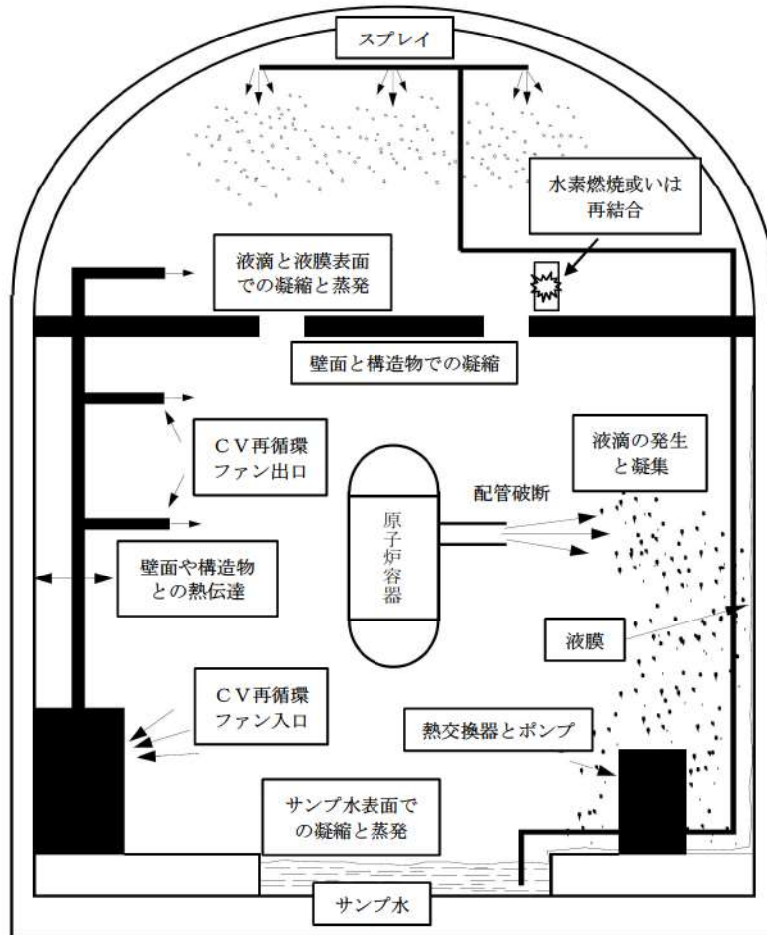 スプレイ
水素燃焼或いは
再結合
液滴と液膜表面
での凝縮と蒸発
壁面と構造物での凝縮
ＣＶ再循環
ファン出口
液滴の発生
と凝集
配管破断
原子炉容器
壁面や構造物
との熱伝達
液膜
ＣＶ再循環
ファン入口
熱交換器とポンプ
サンプ水表面で
の凝縮と蒸発
サンプ水